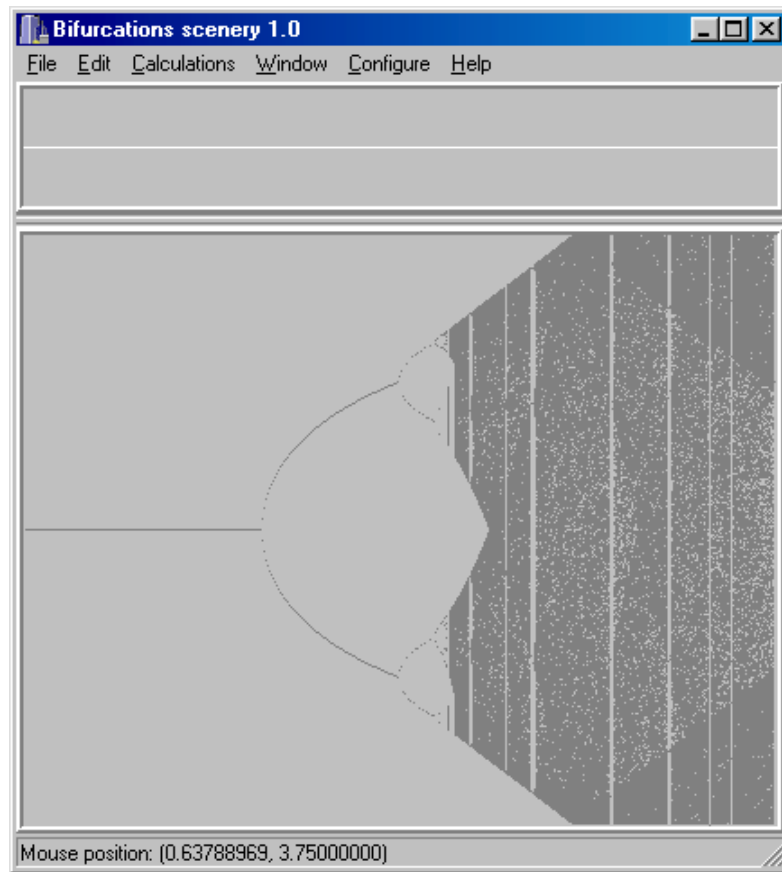 Bifurcations scenery 1.0
File Edit Calculations Window Configure Help
Mouse position: (0.63788969, 3.75000000)